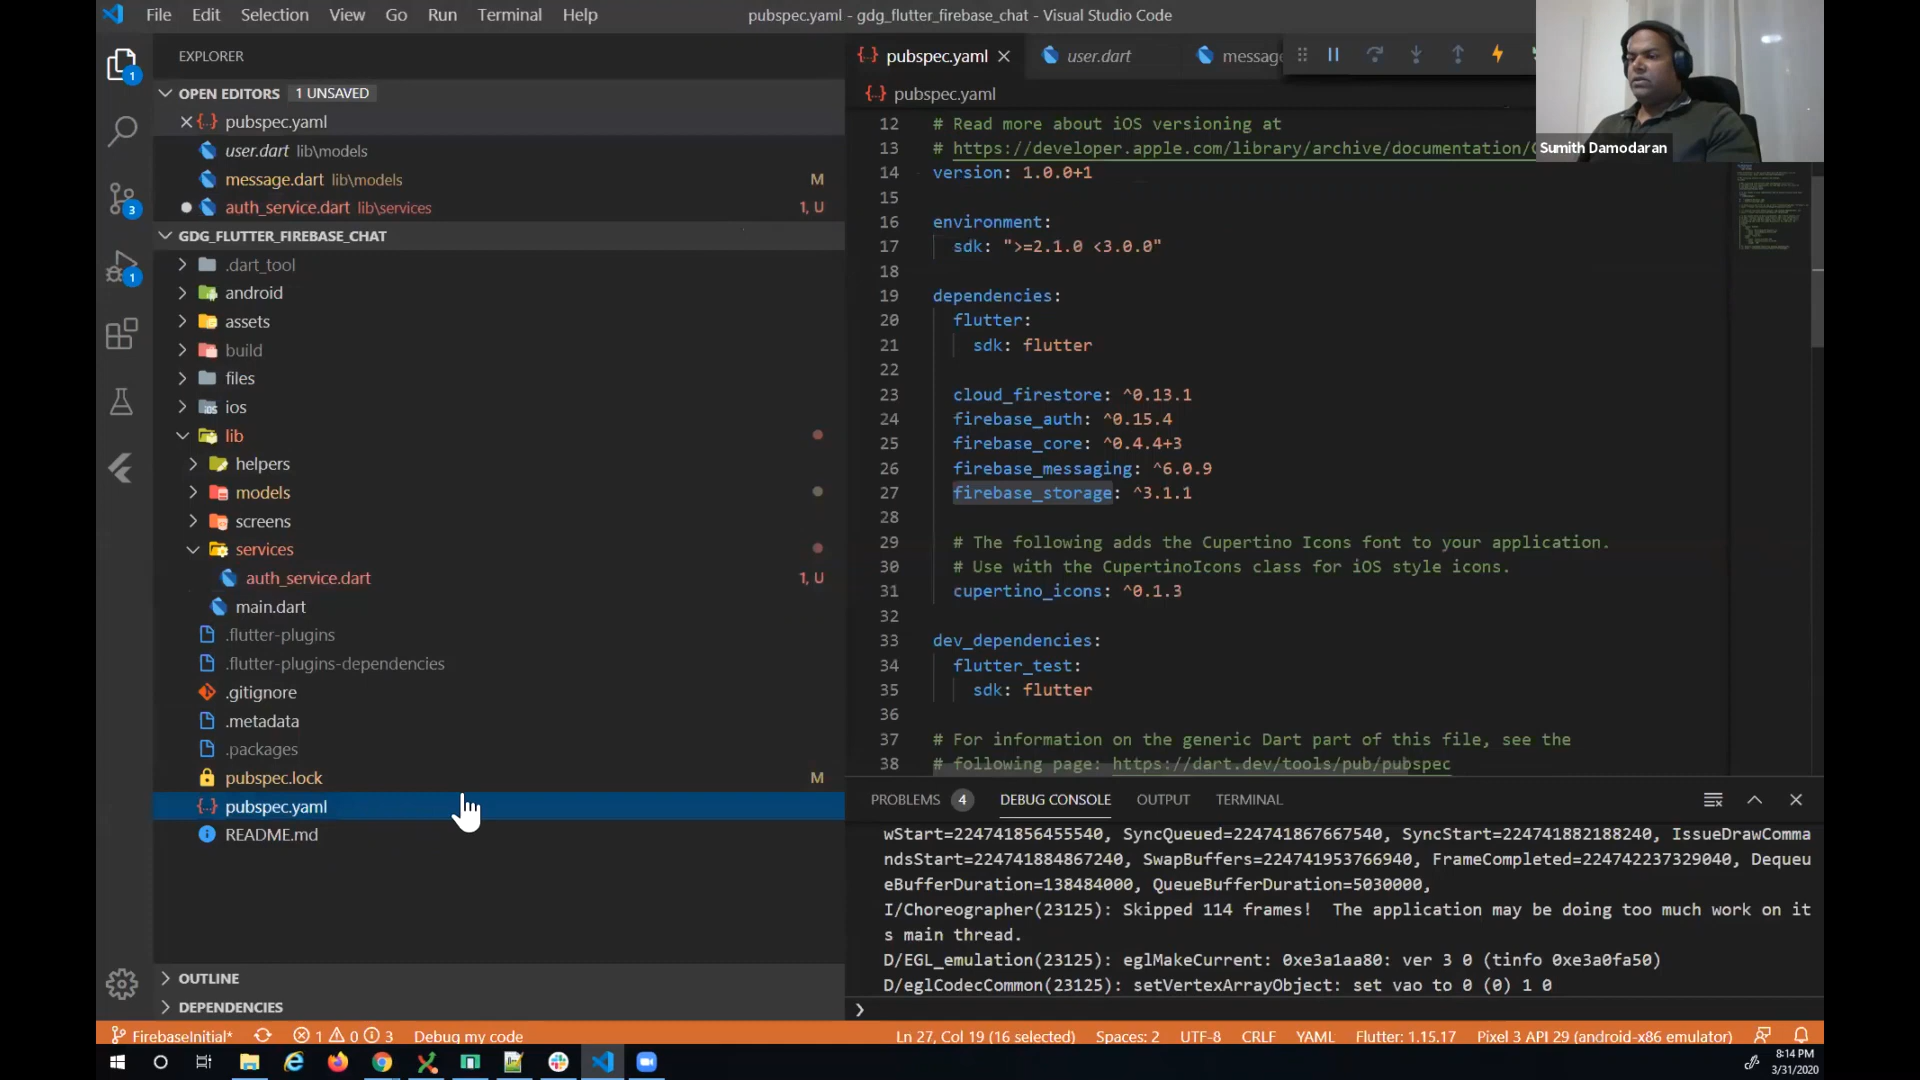 File Edit Selection View Go Run Terminal Help
pubspec.yaml - gdg_flutter_firebase_chat - Visual Studio Code
EXPLORER
OPEN EDITORS 1 UNSAVED
pubspec.yaml
user.dart lib\models
message.dart lib\models M
auth_service.dart lib\services 1, U
GDG_FLUTTER_FIREBASE_CHAT
.dart_tool
android
assets
build
files
ios
lib
helpers
models
screens
services
auth_service.dart 1, U
main.dart
.flutter-plugins
.flutter-plugins-dependencies
.gitignore
.metadata
.packages
pubspec.lock M
pubspec.yaml
README.md
OUTLINE
DEPENDENCIES
1
3
1
pubspec.yaml user.dart message
pubspec.yaml
12 # Read more about iOS versioning at
13 # https://developer.apple.com/library/archive/documentation/
14 version: 1.0.0+1
15
16 environment:
17 sdk: ">=2.1.0 <3.0.0"
18
19 dependencies:
20 flutter:
21 sdk: flutter
22
23 cloud_firestore: ^0.13.1
24 firebase_auth: ^0.15.4
25 firebase_core: ^0.4.4+3
26 firebase_messaging: ^6.0.9
27 firebase_storage: ^3.1.1
28
29 # The following adds the Cupertino Icons font to your application.
30 # Use with the CupertinoIcons class for iOS style icons.
31 cupertino_icons: ^0.1.3
32
33 dev_dependencies:
34 flutter_test:
35 sdk: flutter
36
37 # For information on the generic Dart part of this file, see the
38 # following page: https://dart.dev/tools/pub/pubspec
Sumith Damodaran
PROBLEMS 4 DEBUG CONSOLE OUTPUT TERMINAL
wStart=224741856455540, SyncQueued=224741867667540, SyncStart=224741882188240, IssueDrawComma
ndsStart=224741884867240, SwapBuffers=224741953766940, FrameCompleted=224742237329040, Dequeu
eBufferDuration=138484000, QueueBufferDuration=5030000,
I/Choreographer(23125): Skipped 114 frames! The application may be doing too much work on it
s main thread.
D/EGL_emulation(23125): eglMakeCurrent: 0xe3a1aa80: ver 3 0 (tinfo 0xe3a0fa50)
D/eglCodecCommon(23125): setVertexArrayObject: set vao to 0 (0) 1 0
FirebaseInitial* 1 0 3 Debug my code Ln 27, Col 19 (16 selected) Spaces: 2 UTF-8 CRLF YAML Flutter: 1.15.17 Pixel 3 API 29 (android-x86 emulator)
8:14 PM
3/31/2020